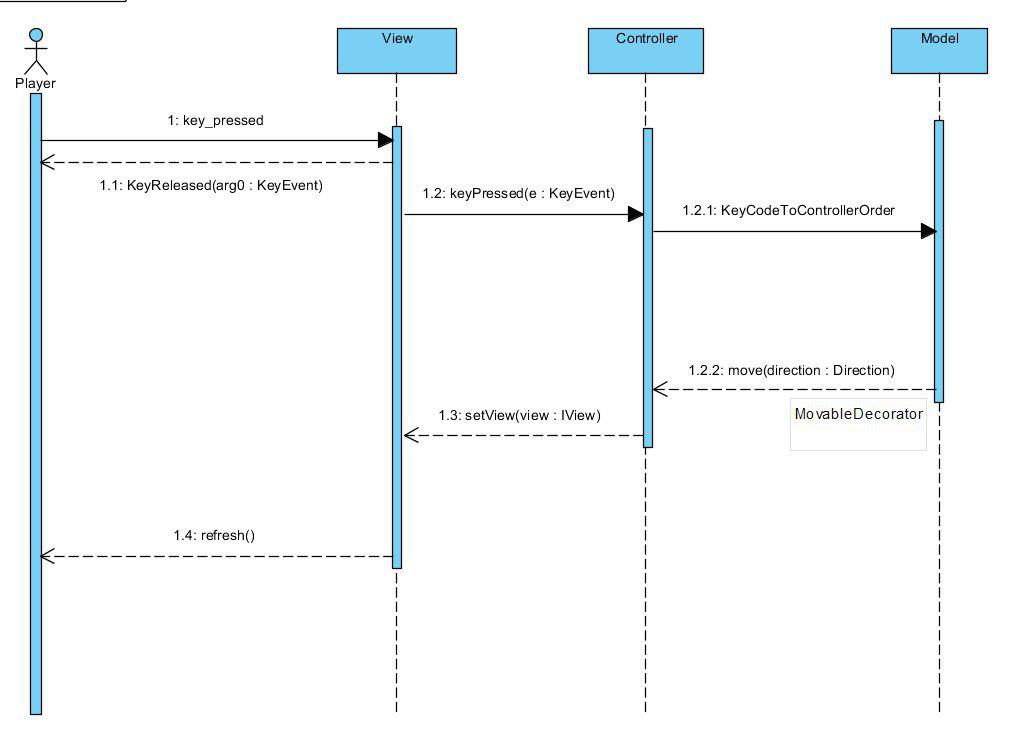 View
Controller
Model
Player
1: key_pressed
1.1: KeyReleased(arg0 : KeyEvent)
1.2: keyPressed(e : KeyEvent)
1.2.1: KeyCodeToControllerOrder
1.2.2: move(direction : Direction)
MovableDecorator
1.3: setView(view : IView)
1.4: refresh()